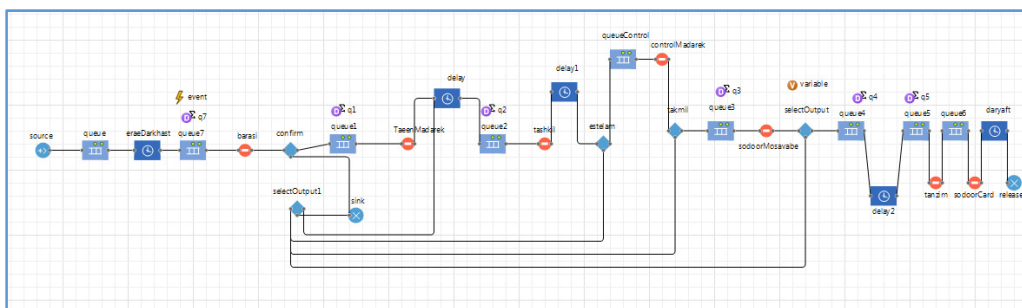 queueControl
controlMadarek
delay1
delay
event
q1
q2
q3
variable
q4
q5
q7
source
queue
eraeDarkhast
queue7
barasi
confirm
queue1
TaeenMadarek
queue2
tashkil
estelam
takmil
queue3
sodoorMosavabe
selectOutput
queue4
queue5
queue6
daryaft
selectOutput1
sink
delay2
tanzim
sodoorCard
release